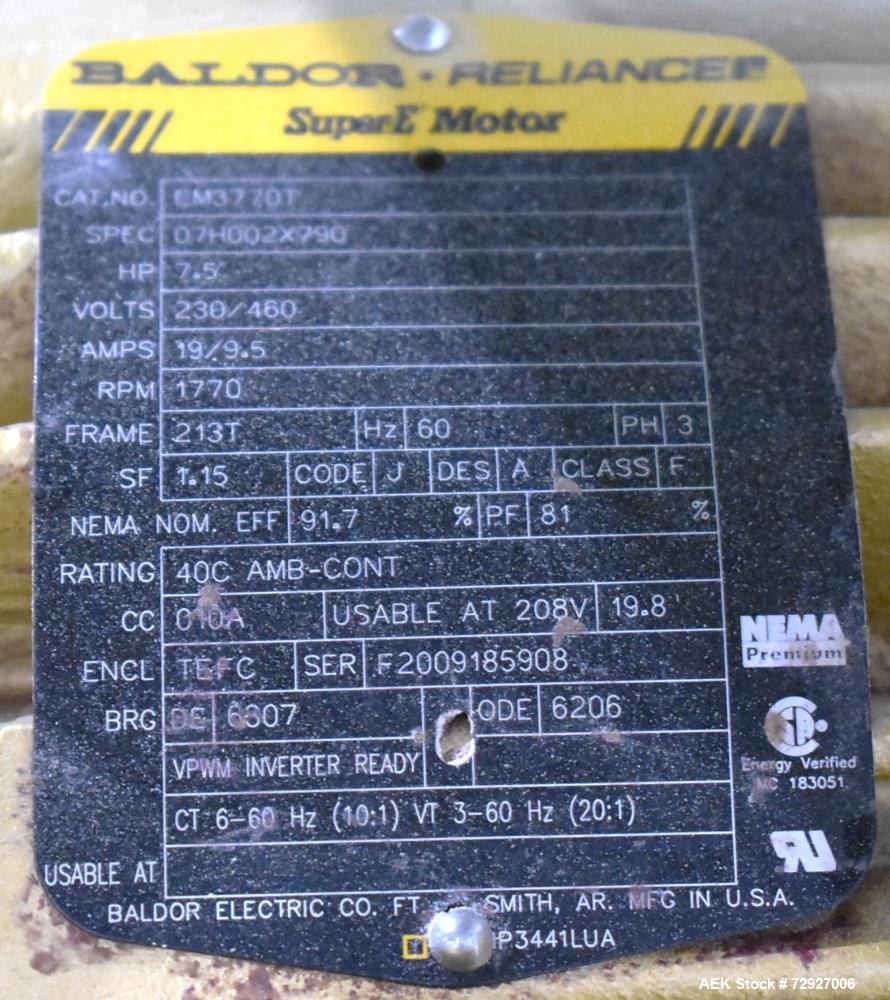 BALDOR · RELIANCER
Super-E Motor
CAT.NO. EM3770T
SPEC 07H002X790
HP 7.5
VOLTS 230/460
AMPS 19/9.5
RPM 1770
FRAME 213T Hz 60 PH 3
SF 1.15 CODE J DES A CLASS F
NEMA NOM. EFF 91.7 % PF 81 %
RATING 40C AMB-CONT
CC 010A USABLE AT 208V 19.8
ENCL TEFC SER F2009185908
BRG DE 6307 ODE 6206
VPWM INVERTER READY
CT 6-60 Hz (10:1) VT 3-60 Hz (20:1)
USABLE AT
NEMA
Premium
Energy Verified
MC 183051
BALDOR ELECTRIC CO. FT SMITH, AR. MFG IN U.S.A.
P3441LUA
AEK Stock # 72927006